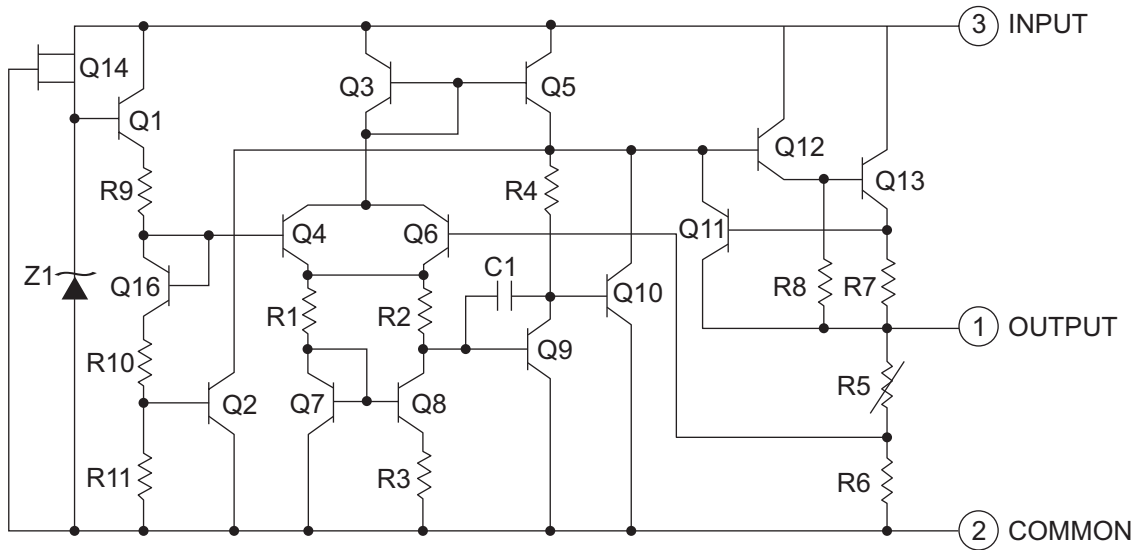 3 INPUT
Q14
Q3
Q5
Q1
Q12
R9
R4
Q13
Q4
Q6
Q11
Z1
Q16
C1
R8
R7
R1
R2
Q10
1 OUTPUT
R10
Q9
R5
Q2
Q7
Q8
R11
R3
R6
2 COMMON